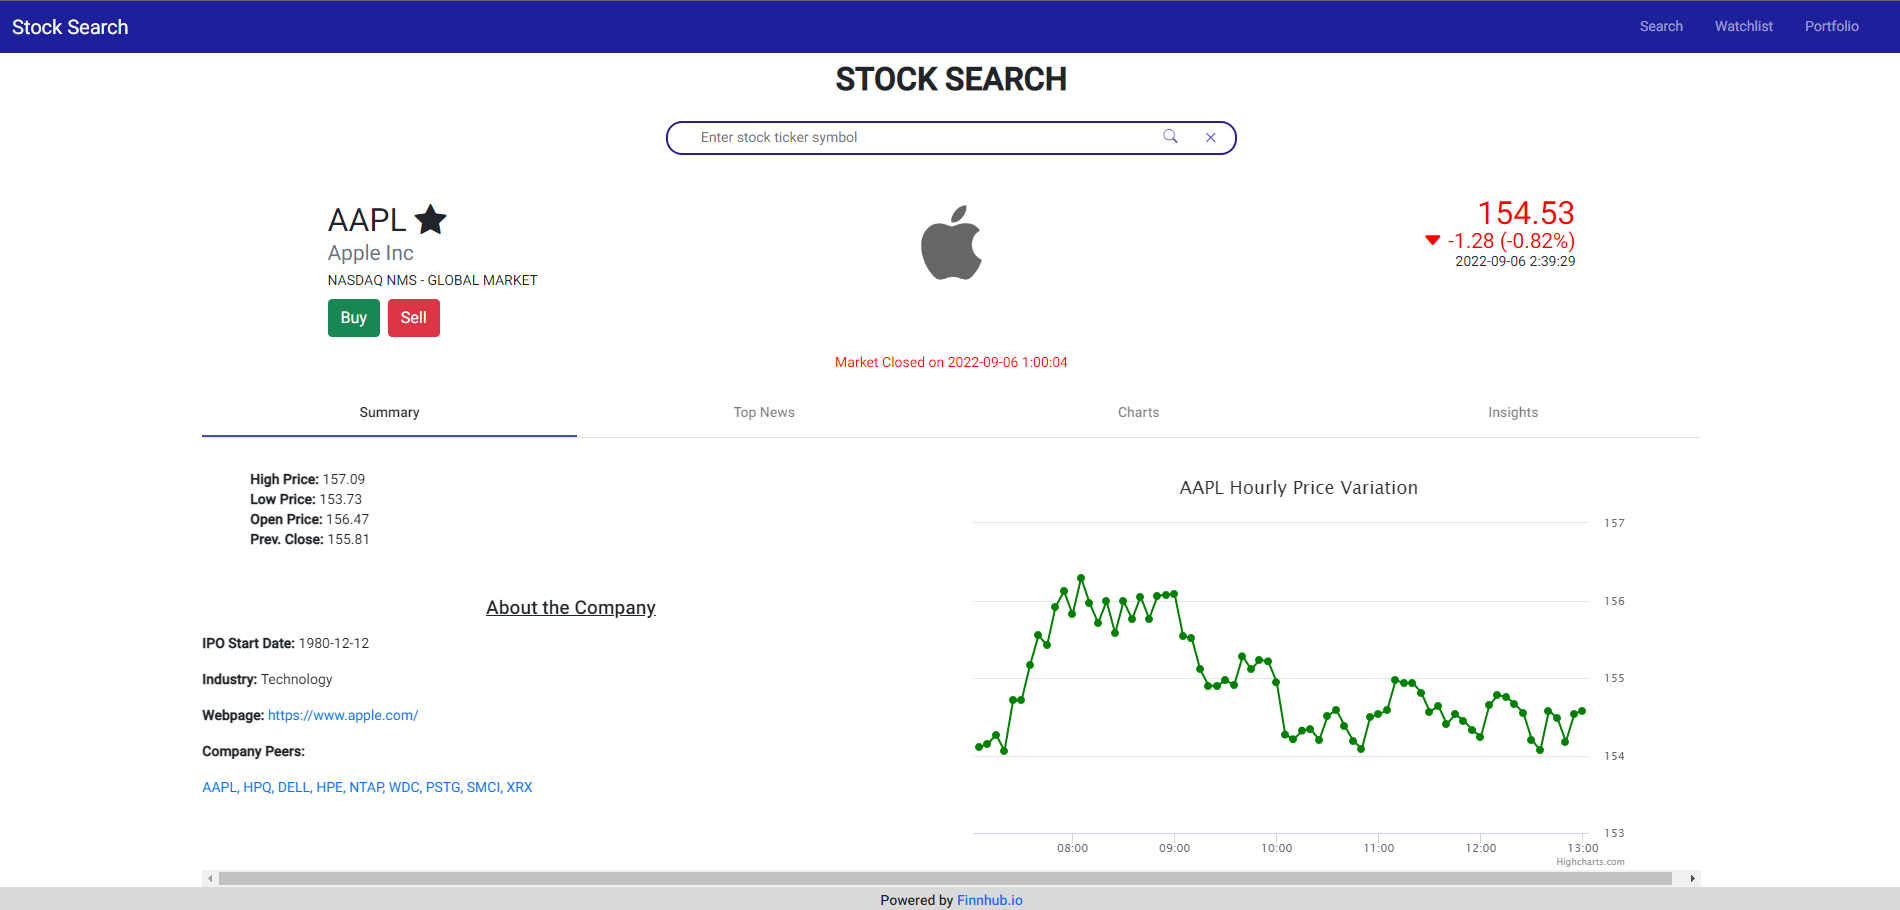 Stock Search
Search Watchlist Portfolio
STOCK SEARCH
Enter stock ticker symbol
AAPL
Apple Inc
NASDAQ NMS - GLOBAL MARKET
Buy Sell
154.53
-1.28 (-0.82%)
2022-09-06 2:39:29
Market Closed on 2022-09-06 1:00:04
Summary Top News Charts Insights
High Price: 157.09
Low Price: 153.73
Open Price: 156.47
Prev. Close: 155.81
About the Company
IPO Start Date: 1980-12-12
Industry: Technology
Webpage: https://www.apple.com/
Company Peers:
AAPL, HPQ, DELL, HPE, NTAP, WDC, PSTG, SMCI, XRX
AAPL Hourly Price Variation
157
156
155
154
153
08:00 09:00 10:00 11:00 12:00 13:00
Highcharts.com
Powered by Finnhub.io